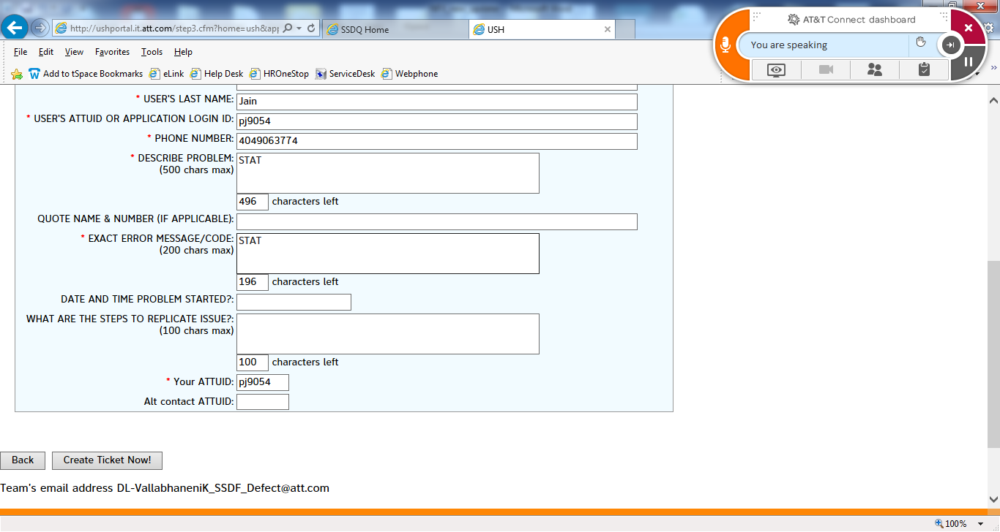 AT&T Connect dashboard
You are speaking
http://ushportal.it.att.com/step3.cfm?home=ush&ap
SSDQ Home
USH
File Edit View Favorites Tools Help
Add to tSpace Bookmarks eLink Help Desk HROneStop ServiceDesk Webphone
* USER'S LAST NAME: Jain
* USER'S ATTUID OR APPLICATION LOGIN ID: pj9054
* PHONE NUMBER: 4049063774
* DESCRIBE PROBLEM: STAT
(500 chars max)
496 characters left
QUOTE NAME & NUMBER (IF APPLICABLE):
* EXACT ERROR MESSAGE/CODE: STAT
(200 chars max)
196 characters left
DATE AND TIME PROBLEM STARTED?:
WHAT ARE THE STEPS TO REPLICATE ISSUE?:
(100 chars max)
100 characters left
* Your ATTUID: pj9054
Alt contact ATTUID:
Back Create Ticket Now!
Team's email address DL-VallabhaneniK_SSDF_Defect@att.com
100%